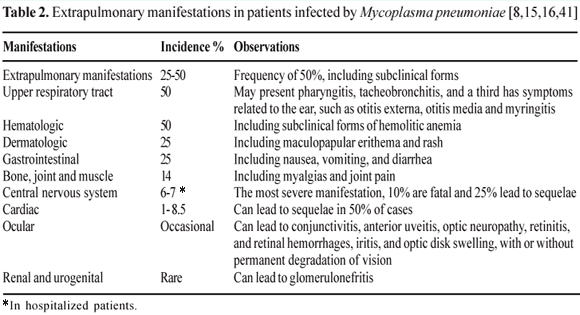 Table 2. Extrapulmonary manifestations in patients infected by Mycoplasma pneumoniae [8,15,16,41]
Manifestations Incidence % Observations
Extrapulmonary manifestations 25-50 Frequency of 50%, including subclinical forms
Upper respiratory tract 50 May present pharyngitis, tacheobronchitis, and a third has symptoms
related to the ear, such as otitis externa, otitis media and myringitis
Hematologic 50 Including subclinical forms of hemolitic anemia
Dermatologic 25 Including maculopapular erithema and rash
Gastrointestinal 25 Including nausea, vomiting, and diarrhea
Bone, joint and muscle 14 Including myalgias and joint pain
Central nervous system 6-7 * The most severe manifestation, 10% are fatal and 25% lead to sequelae
Cardiac 1- 8.5 Can lead to sequelae in 50% of cases
Ocular Occasional Can lead to conjunctivitis, anterior uveitis, optic neuropathy, retinitis,
and retinal hemorrhages, iritis, and optic disk swelling, with or without
permanent degradation of vision
Renal and urogenital Rare Can lead to glomerulonefritis
*In hospitalized patients.